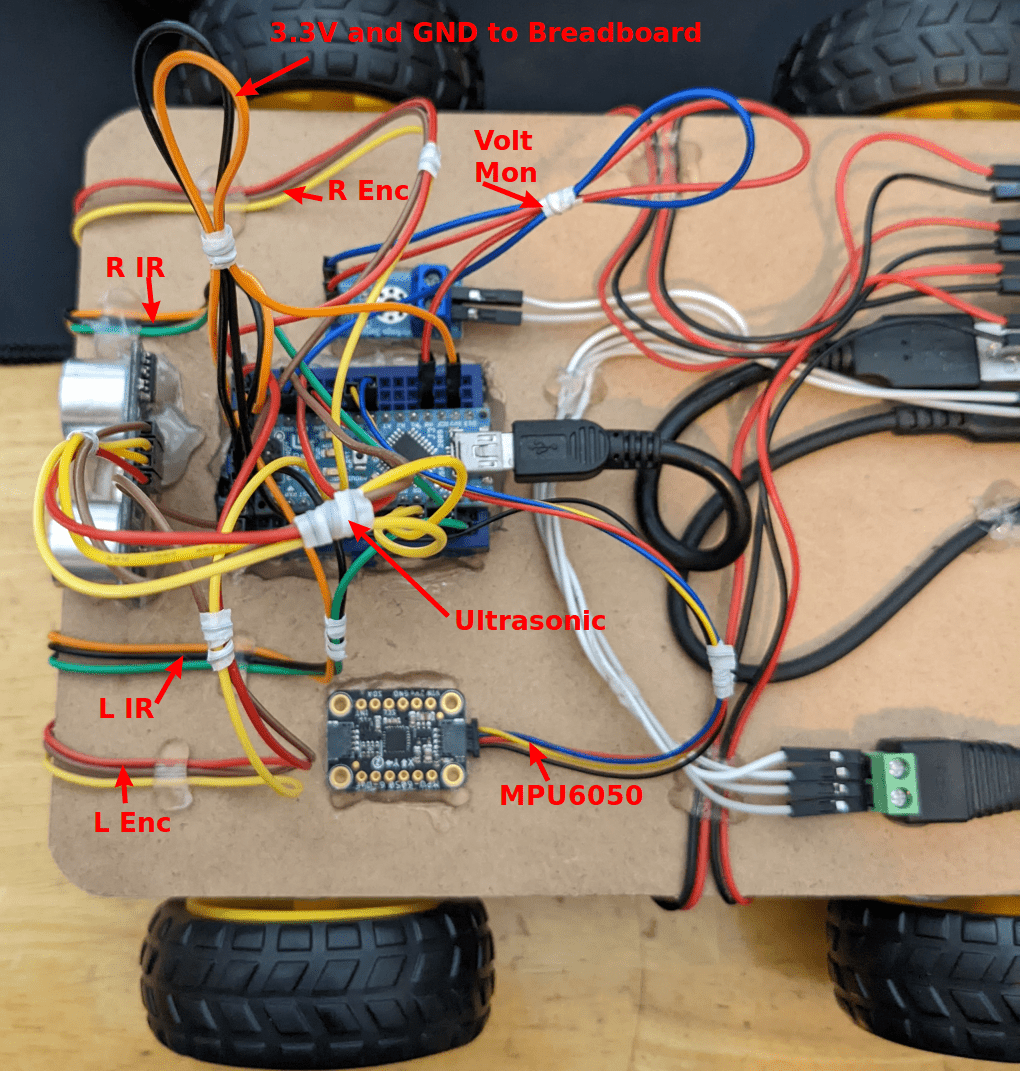 3.3V and GND to Breadboard
Volt
Mon
R Enc
R IR
Ultrasonic
L IR
MPU6050
L Enc